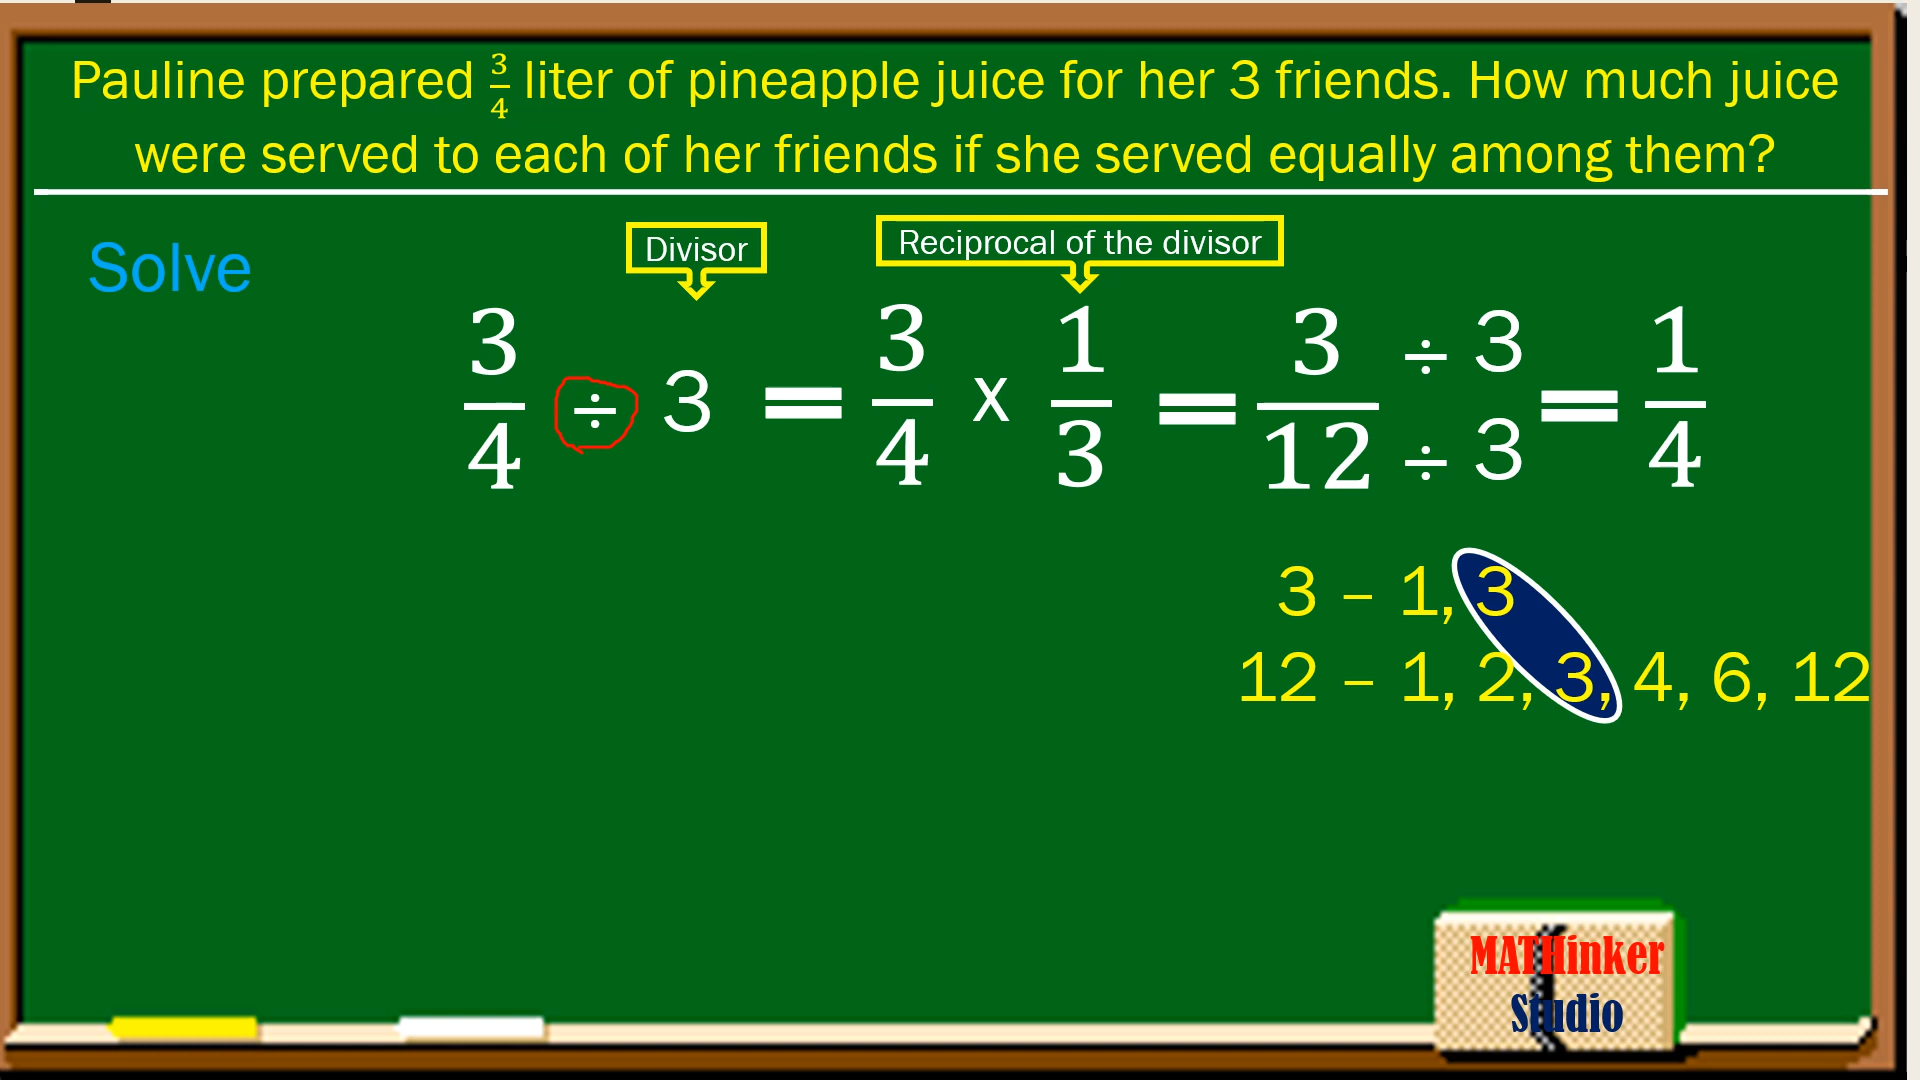 Pauline prepared 3/4 liter of pineapple juice for her 3 friends. How much juice
were served to each of her friends if she served equally among them?
Solve
Divisor
Reciprocal of the divisor
3/4 ÷ 3 = 3/4 x 1/3 = 3/12 ÷ 3 ÷ 3 = 1/4
3 – 1, 3
12 – 1, 2, 3, 4, 6, 12
MATHinker
Studio